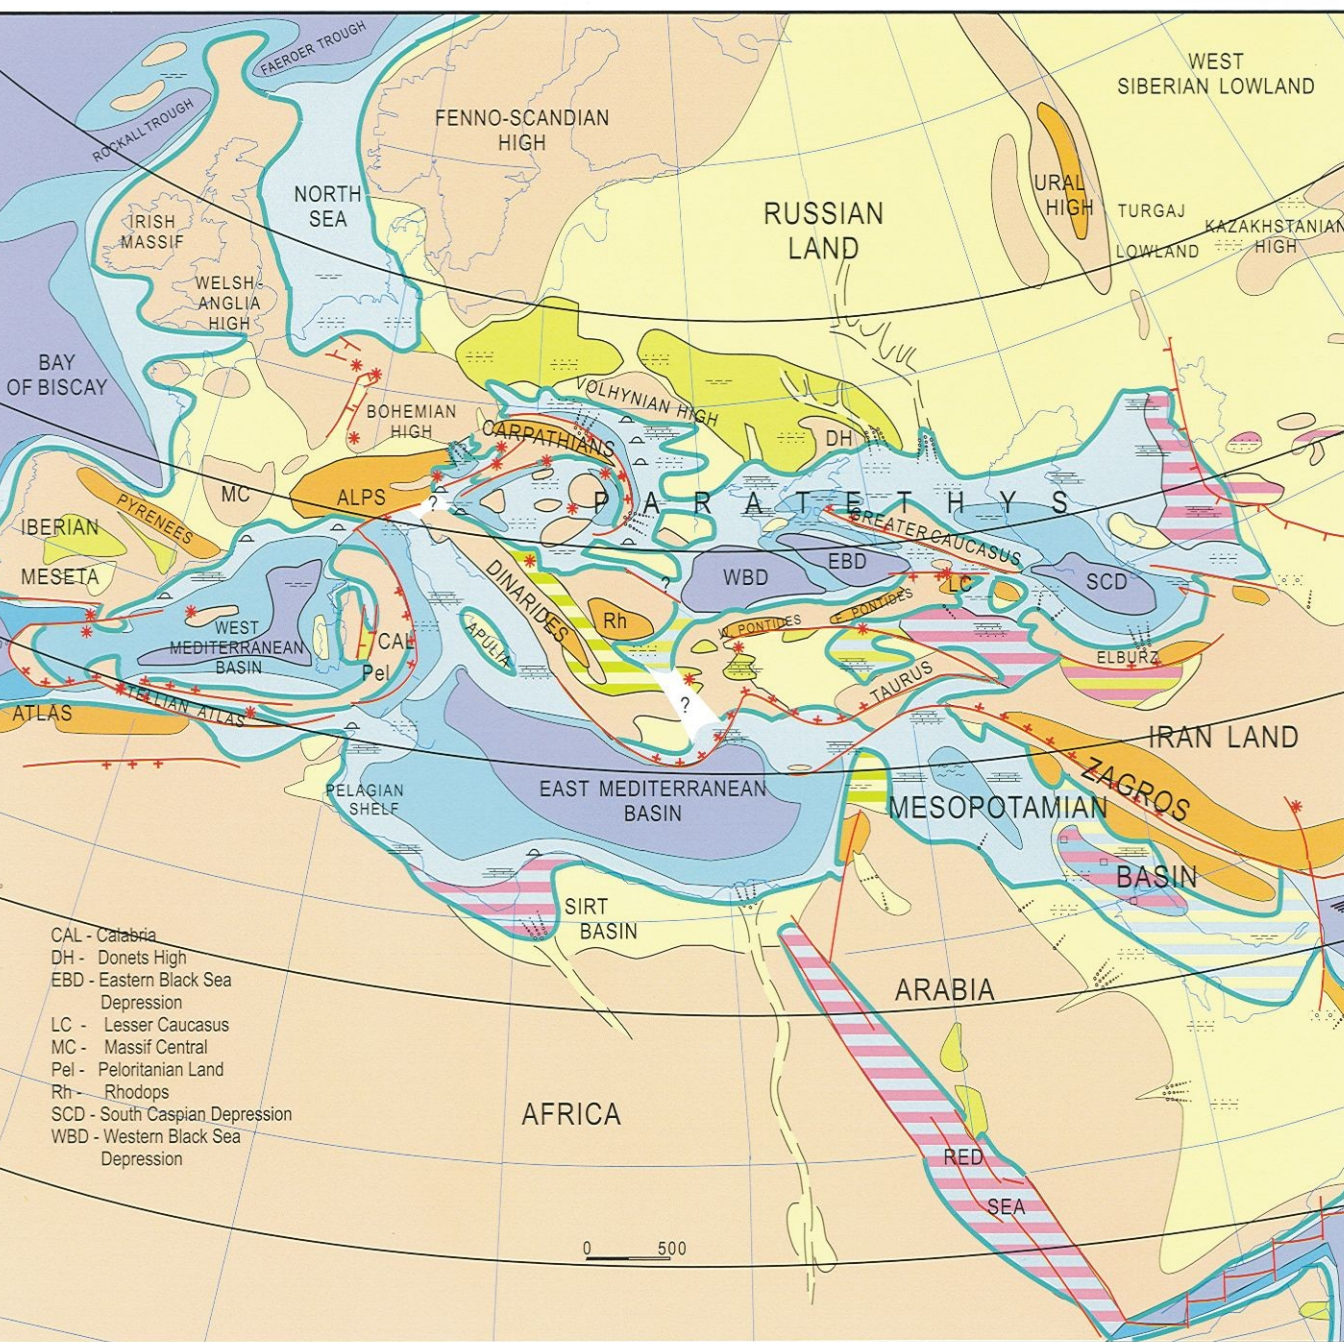 FAEROER TROUGH
ROCKALL TROUGH
FENNO-SCANDIAN
HIGH
WEST
SIBERIAN LOWLAND
NORTH
SEA
IRISH
MASSIF
WELSH-
ANGLIA
HIGH
RUSSIAN
LAND
URAL
HIGH
TURGAJ
LOWLAND
KAZAKHSTANIAN
HIGH
BAY
OF BISCAY
BOHEMIAN
HIGH
VOLHYNIAN HIGH
CARPATHIANS
DH
MC
ALPS
?
PYRENEES
IBERIAN
MESETA
PARATETHYS
GREATER CAUCASUS
DINARIDES
?
WBD
EBD
LC
SCD
Rh
W. PONTIDES
E. PONTIDES
WEST
MEDITERRANEAN
BASIN
CAL
Pel
APULIA
ELBURZ
TAURUS
?
TELLIAN ATLAS
ATLAS
IRAN LAND
ZAGROS
PELAGIAN
SHELF
EAST MEDITERRANEAN
BASIN
MESOPOTAMIAN
BASIN
SIRT
BASIN
ARABIA
AFRICA
RED
SEA
CAL - Calabria
DH - Donets High
EBD - Eastern Black Sea
Depression
LC - Lesser Caucasus
MC - Massif Central
Pel - Peloritanian Land
Rh - Rhodops
SCD - South Caspian Depression
WBD - Western Black Sea
Depression
0 500